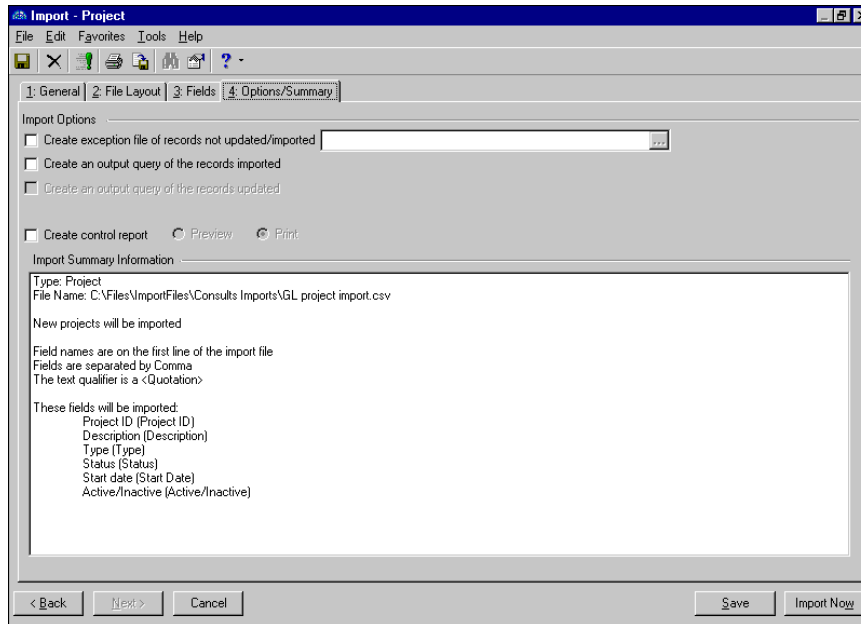 Import - Project
File Edit Favorites Tools Help
?
1: General 2: File Layout 3: Fields 4: Options/Summary
Import Options
Create exception file of records not updated/imported ...
Create an output query of the records imported
Create an output query of the records updated
Create control report Preview Print
Import Summary Information
Type: Project
File Name: C:\Files\ImportFiles\Consults Imports\GL project import.csv
New projects will be imported
Field names are on the first line of the import file
Fields are separated by Comma
The text qualifier is a <Quotation>
These fields will be imported:
Project ID (Project ID)
Description (Description)
Type (Type)
Status (Status)
Start date (Start Date)
Active/Inactive (Active/Inactive)
< Back Next > Cancel Save Import Now